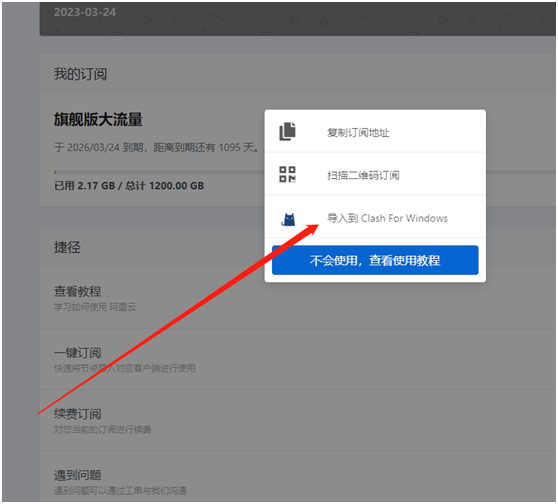 2023-03-24
我的订阅
旗舰版大流量
于 2026/03/24 到期，距离到期还有 1095 天。
已用 2.17 GB / 总计 1200.00 GB
复制订阅地址
扫描二维码订阅
导入到 Clash For Windows
不会使用，查看使用教程
捷径
查看教程
学习如何使用 阿里云
一键订阅
快速将节点导入对应客户端进行使用
续费订阅
对您当前的订阅进行续费
遇到问题
遇到问题可以通过工单与我们沟通